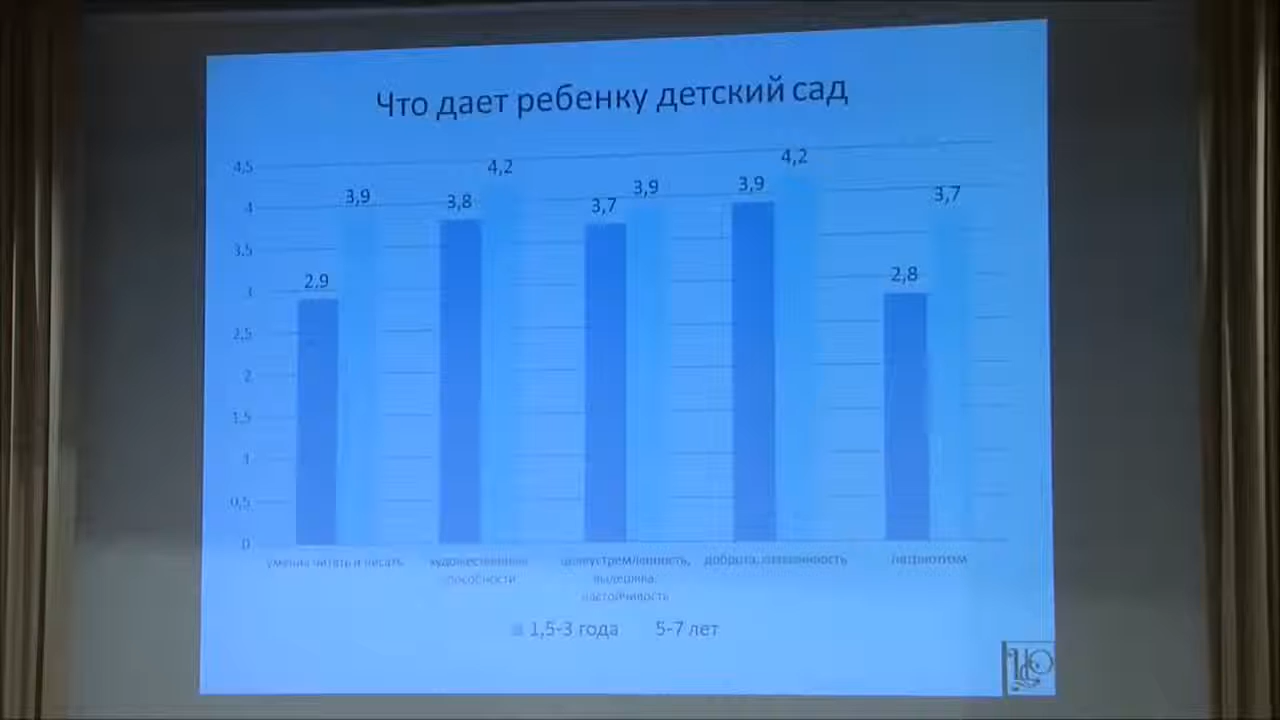 Что дает ребенку детский сад
4,5
4
3,5
2,5
2
1,5
1
0,5
0
2,9
3,9
3,8
4,2
3,7
3,9
3,9
4,2
2,8
3,7
умения читать и писать
художественные
способности
целеустремленность,
выдержка,
настойчивость
доброта, отзывчивость
патриотизм
1,5-3 года
5-7 лет